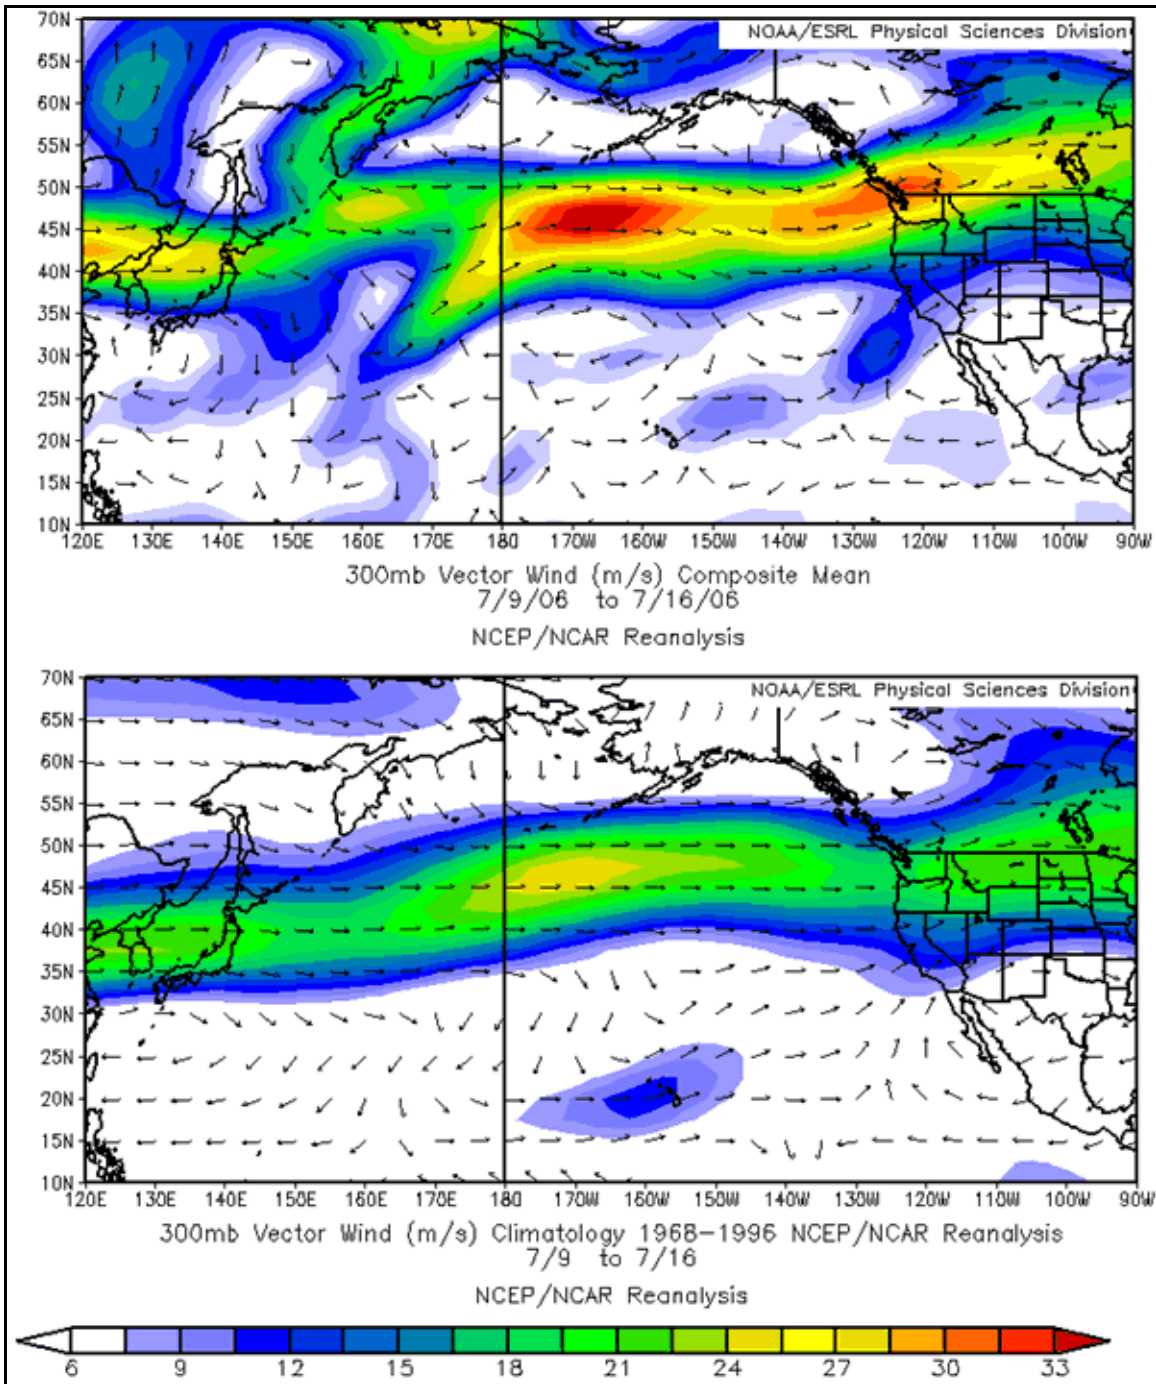 70N
NOAA/ESRL Physical Sciences Division
65N
60N
55N
50N
45N
40N
35N
30N
25N
20N
15N
10N
120E 130E 140E 150E 160E 170E 180 170W 160W 150W 140W 130W 120W 110W 100W 90W
300mb Vector Wind (m/s) Composite Mean
7/9/06 to 7/16/06
NCEP/NCAR Reanalysis
70N
NOAA/ESRL Physical Sciences Division
65N
60N
55N
50N
45N
40N
35N
30N
25N
20N
15N
10N
120E 130E 140E 150E 160E 170E 180 170W 160W 150W 140W 130W 120W 110W 100W 90W
300mb Vector Wind (m/s) Climatology 1968-1996 NCEP/NCAR Reanalysis
7/9 to 7/16
NCEP/NCAR Reanalysis
6 9 12 15 18 21 24 27 30 33